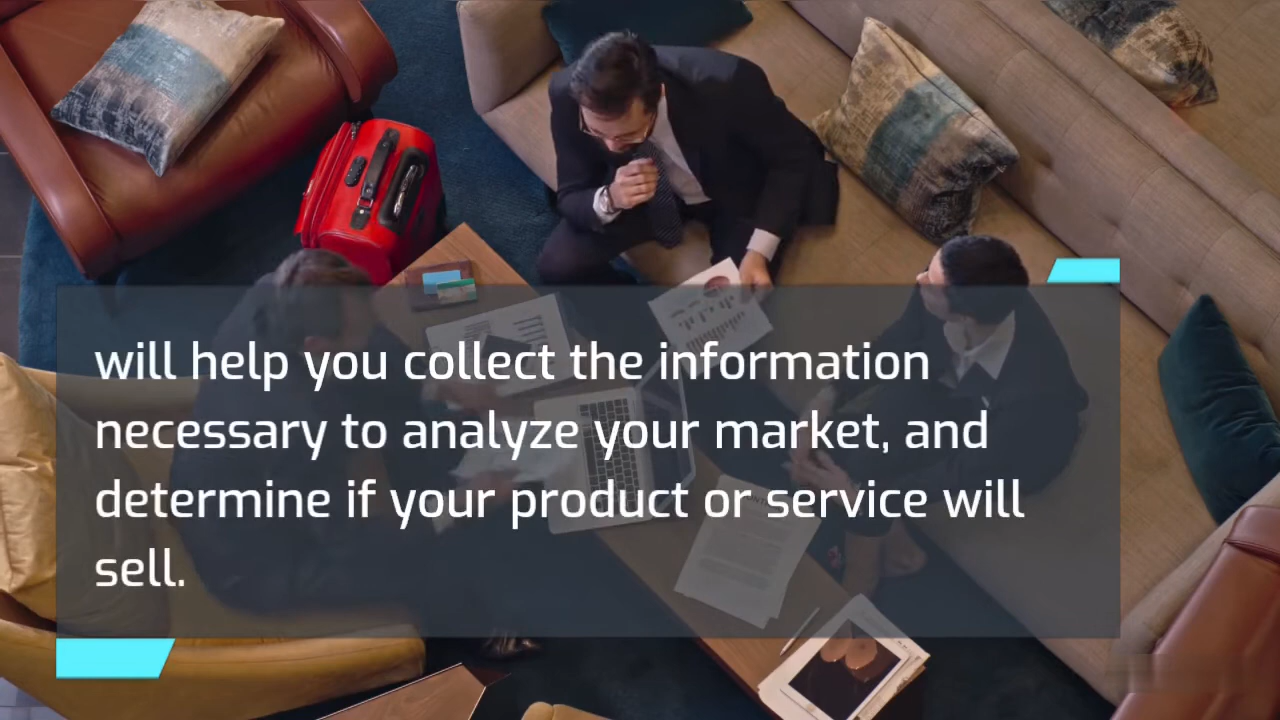 will help you collect the information
necessary to analyze your market, and
determine if your product or service will
sell.